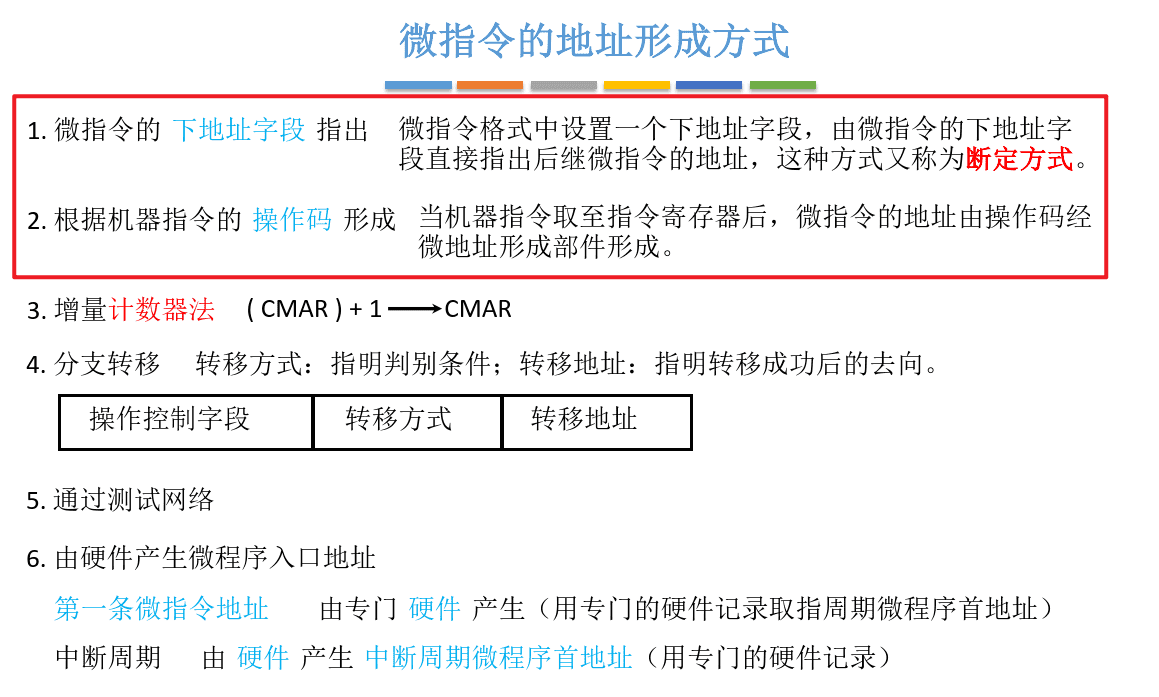 微指令的地址形成方式
1. 微指令的 下地址字段 指出 微指令格式中设置一个下地址字段，由微指令的下地址字
段直接指出后继微指令的地址，这种方式又称为断定方式。
2. 根据机器指令的 操作码 形成 当机器指令取至指令寄存器后，微指令的地址由操作码经
微地址形成部件形成。
3. 增量计数器法 ( CMAR ) + 1 ⟶ CMAR
4. 分支转移 转移方式：指明判别条件；转移地址：指明转移成功后的去向。
操作控制字段 转移方式 转移地址
5. 通过测试网络
6. 由硬件产生微程序入口地址
第一条微指令地址 由专门 硬件 产生（用专门的硬件记录取指周期微程序首地址）
中断周期 由 硬件 产生 中断周期微程序首地址（用专门的硬件记录）